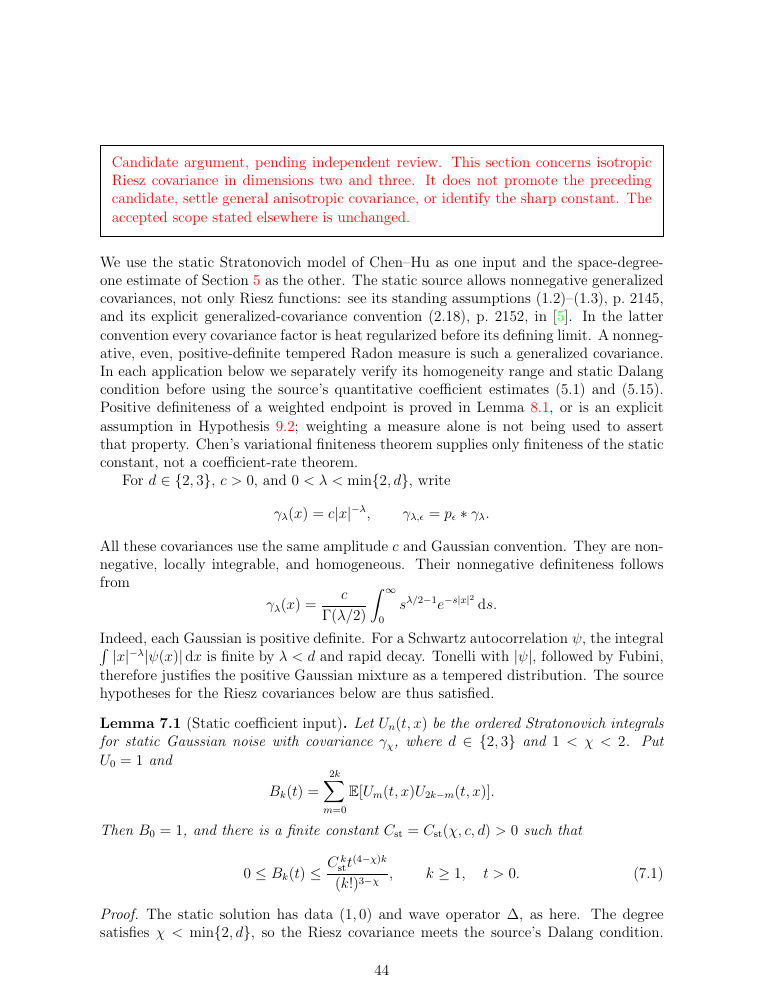 Candidate argument, pending independent review. This section concerns isotropic
Riesz covariance in dimensions two and three. It does not promote the preceding
candidate, settle general anisotropic covariance, or identify the sharp constant. The
accepted scope stated elsewhere is unchanged.
We use the static Stratonovich model of Chen–Hu as one input and the space-degree-
one estimate of Section 5 as the other. The static source allows nonnegative generalized
covariances, not only Riesz functions: see its standing assumptions (1.2)–(1.3), p. 2145,
and its explicit generalized-covariance convention (2.18), p. 2152, in [5]. In the latter
convention every covariance factor is heat regularized before its defining limit. A nonneg-
ative, even, positive-definite tempered Radon measure is such a generalized covariance.
In each application below we separately verify its homogeneity range and static Dalang
condition before using the source's quantitative coefficient estimates (5.1) and (5.15).
Positive definiteness of a weighted endpoint is proved in Lemma 8.1, or is an explicit
assumption in Hypothesis 9.2; weighting a measure alone is not being used to assert
that property. Chen's variational finiteness theorem supplies only finiteness of the static
constant, not a coefficient-rate theorem.
For d ∈ {2, 3}, c > 0, and 0 < λ < min{2, d}, write
γ_λ(x) = c|x|^{−λ}, γ_{λ,ϵ} = p_ϵ ∗ γ_λ.
All these covariances use the same amplitude c and Gaussian convention. They are non-
negative, locally integrable, and homogeneous. Their nonnegative definiteness follows
from
γ_λ(x) = \frac{c}{Γ(λ/2)} ∫_0^∞ s^{λ/2−1} e^{−s|x|^2} ds.
Indeed, each Gaussian is positive definite. For a Schwartz autocorrelation ψ, the integral
∫ |x|^{−λ}|ψ(x)| dx is finite by λ < d and rapid decay. Tonelli with |ψ|, followed by Fubini,
therefore justifies the positive Gaussian mixture as a tempered distribution. The source
hypotheses for the Riesz covariances below are thus satisfied.
Lemma 7.1 (Static coefficient input). Let U_n(t, x) be the ordered Stratonovich integrals
for static Gaussian noise with covariance γ_χ, where d ∈ {2, 3} and 1 < χ < 2. Put
U_0 = 1 and
B_k(t) = ∑_{m=0}^{2k} 𝔼[U_m(t, x)U_{2k−m}(t, x)].
Then B_0 = 1, and there is a finite constant C_{st} = C_{st}(χ, c, d) > 0 such that
0 ≤ B_k(t) ≤ \frac{C_{st}^k t^{(4−χ)k}}{(k!)^{3−χ}}, k ≥ 1, t > 0. (7.1)
Proof. The static solution has data (1, 0) and wave operator Δ, as here. The degree
satisfies χ < min{2, d}, so the Riesz covariance meets the source's Dalang condition.
44